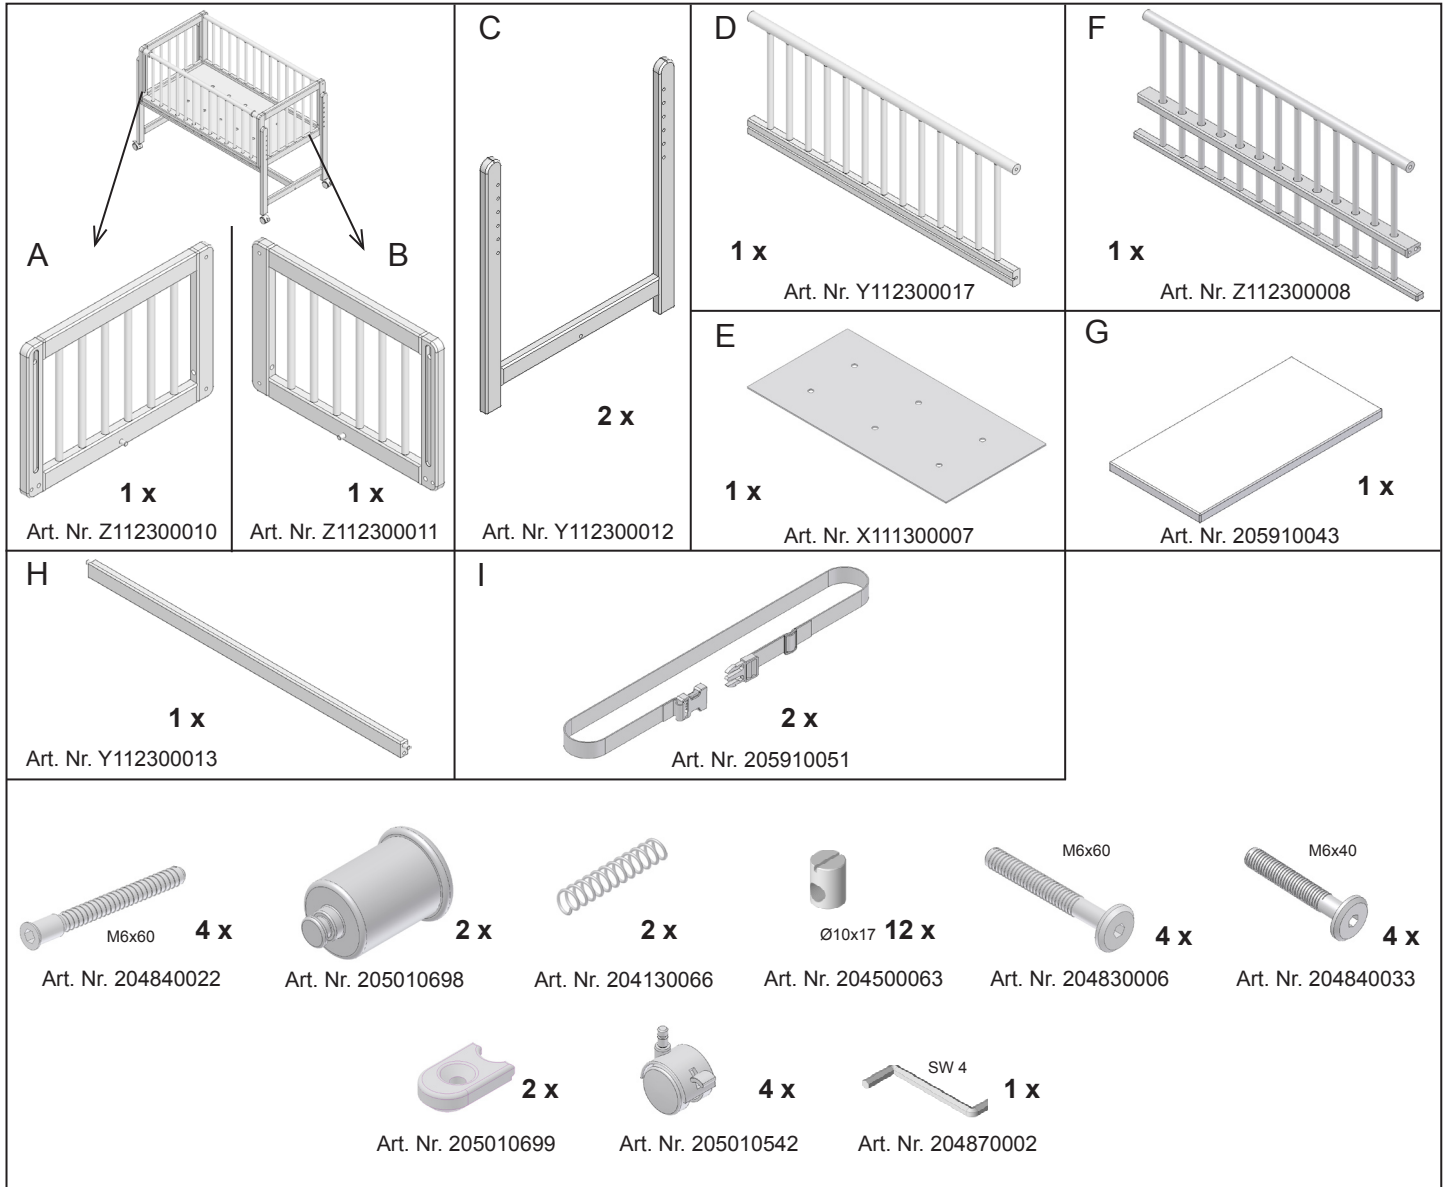 A
1 x
Art. Nr. Z112300010
B
1 x
Art. Nr. Z112300011
C
2 x
Art. Nr. Y112300012
D
1 x
Art. Nr. Y112300017
F
1 x
Art. Nr. Z112300008
E
1 x
Art. Nr. X111300007
G
1 x
Art. Nr. 205910043
H
1 x
Art. Nr. Y112300013
I
2 x
Art. Nr. 205910051
M6x60
4 x
Art. Nr. 204840022
2 x
Art. Nr. 205010698
2 x
Art. Nr. 204130066
Ø10x17 12 x
Art. Nr. 204500063
M6x60
4 x
Art. Nr. 204830006
M6x40
4 x
Art. Nr. 204840033
2 x
Art. Nr. 205010699
4 x
Art. Nr. 205010542
SW 4
1 x
Art. Nr. 204870002